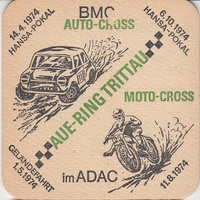 BMC
AUTO-CROSS
14.4.1974
HANSA-POKAL
6.10.1974
HANSA-POKAL
AUE-RING TRITTAU
MOTO-CROSS
GELÄNDEFAHRT
1.5.1974
im ADAC
11.8.1974